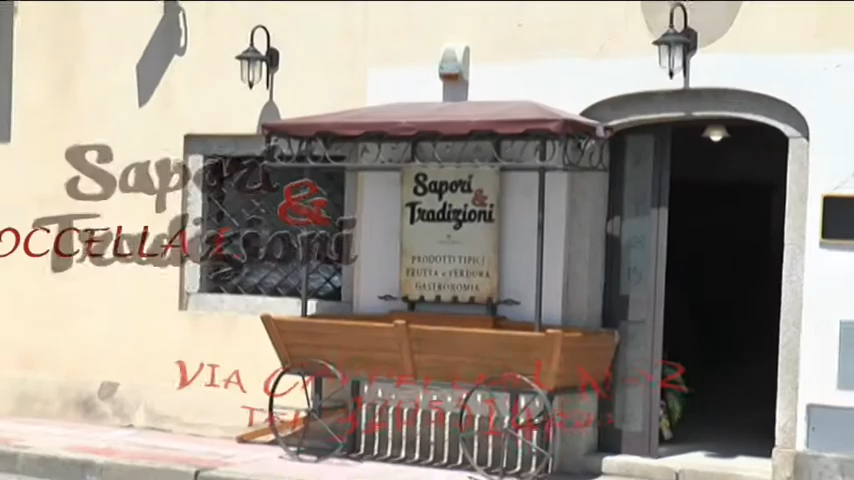 Sapori
&
Tradizioni
OCCELLA
Sapori
&
Tradizioni
PRODOTTI TIPICI
FRUTTA e VERDURA
GASTRONOMIA
VIA